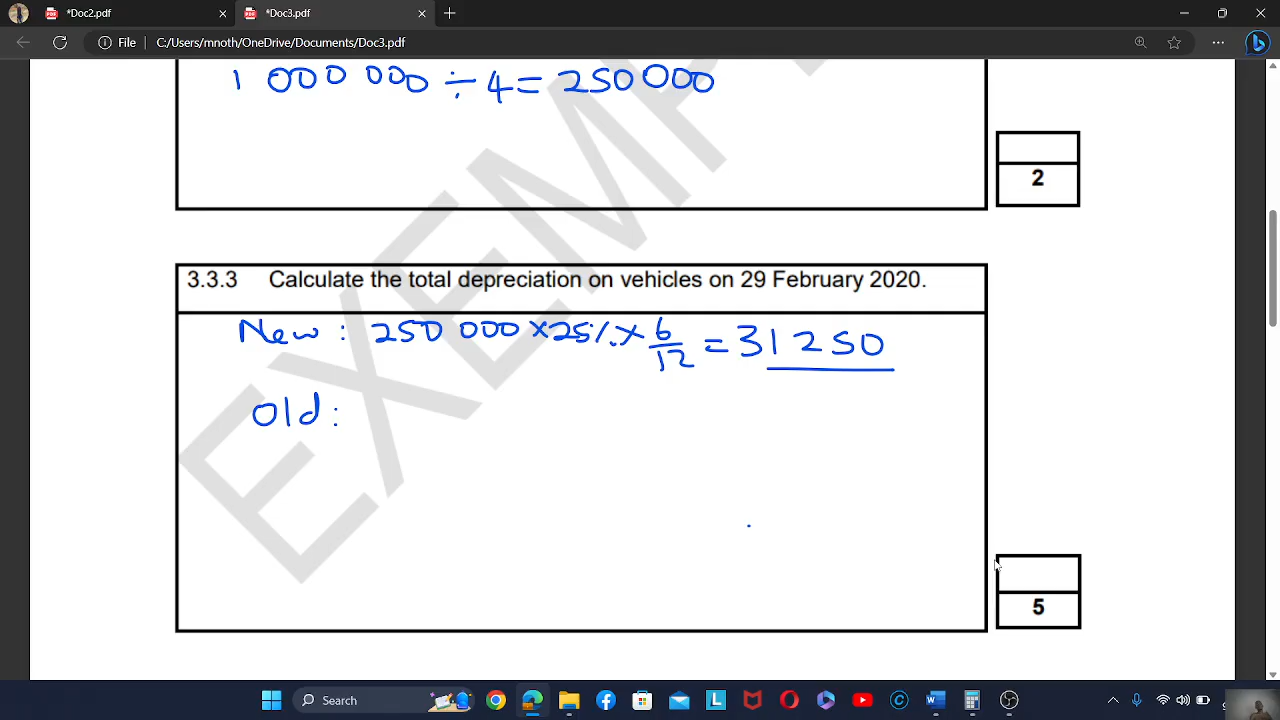 *Doc2.pdf
*Doc3.pdf
File C:/Users/mnoth/OneDrive/Documents/Doc3.pdf
1 000 000 ÷ 4 = 250 000
2
3.3.3 Calculate the total depreciation on vehicles on 29 February 2020.
New : 250 000 × 25% × 6/12 = 31 250
Old :
5
EXEMP
Search